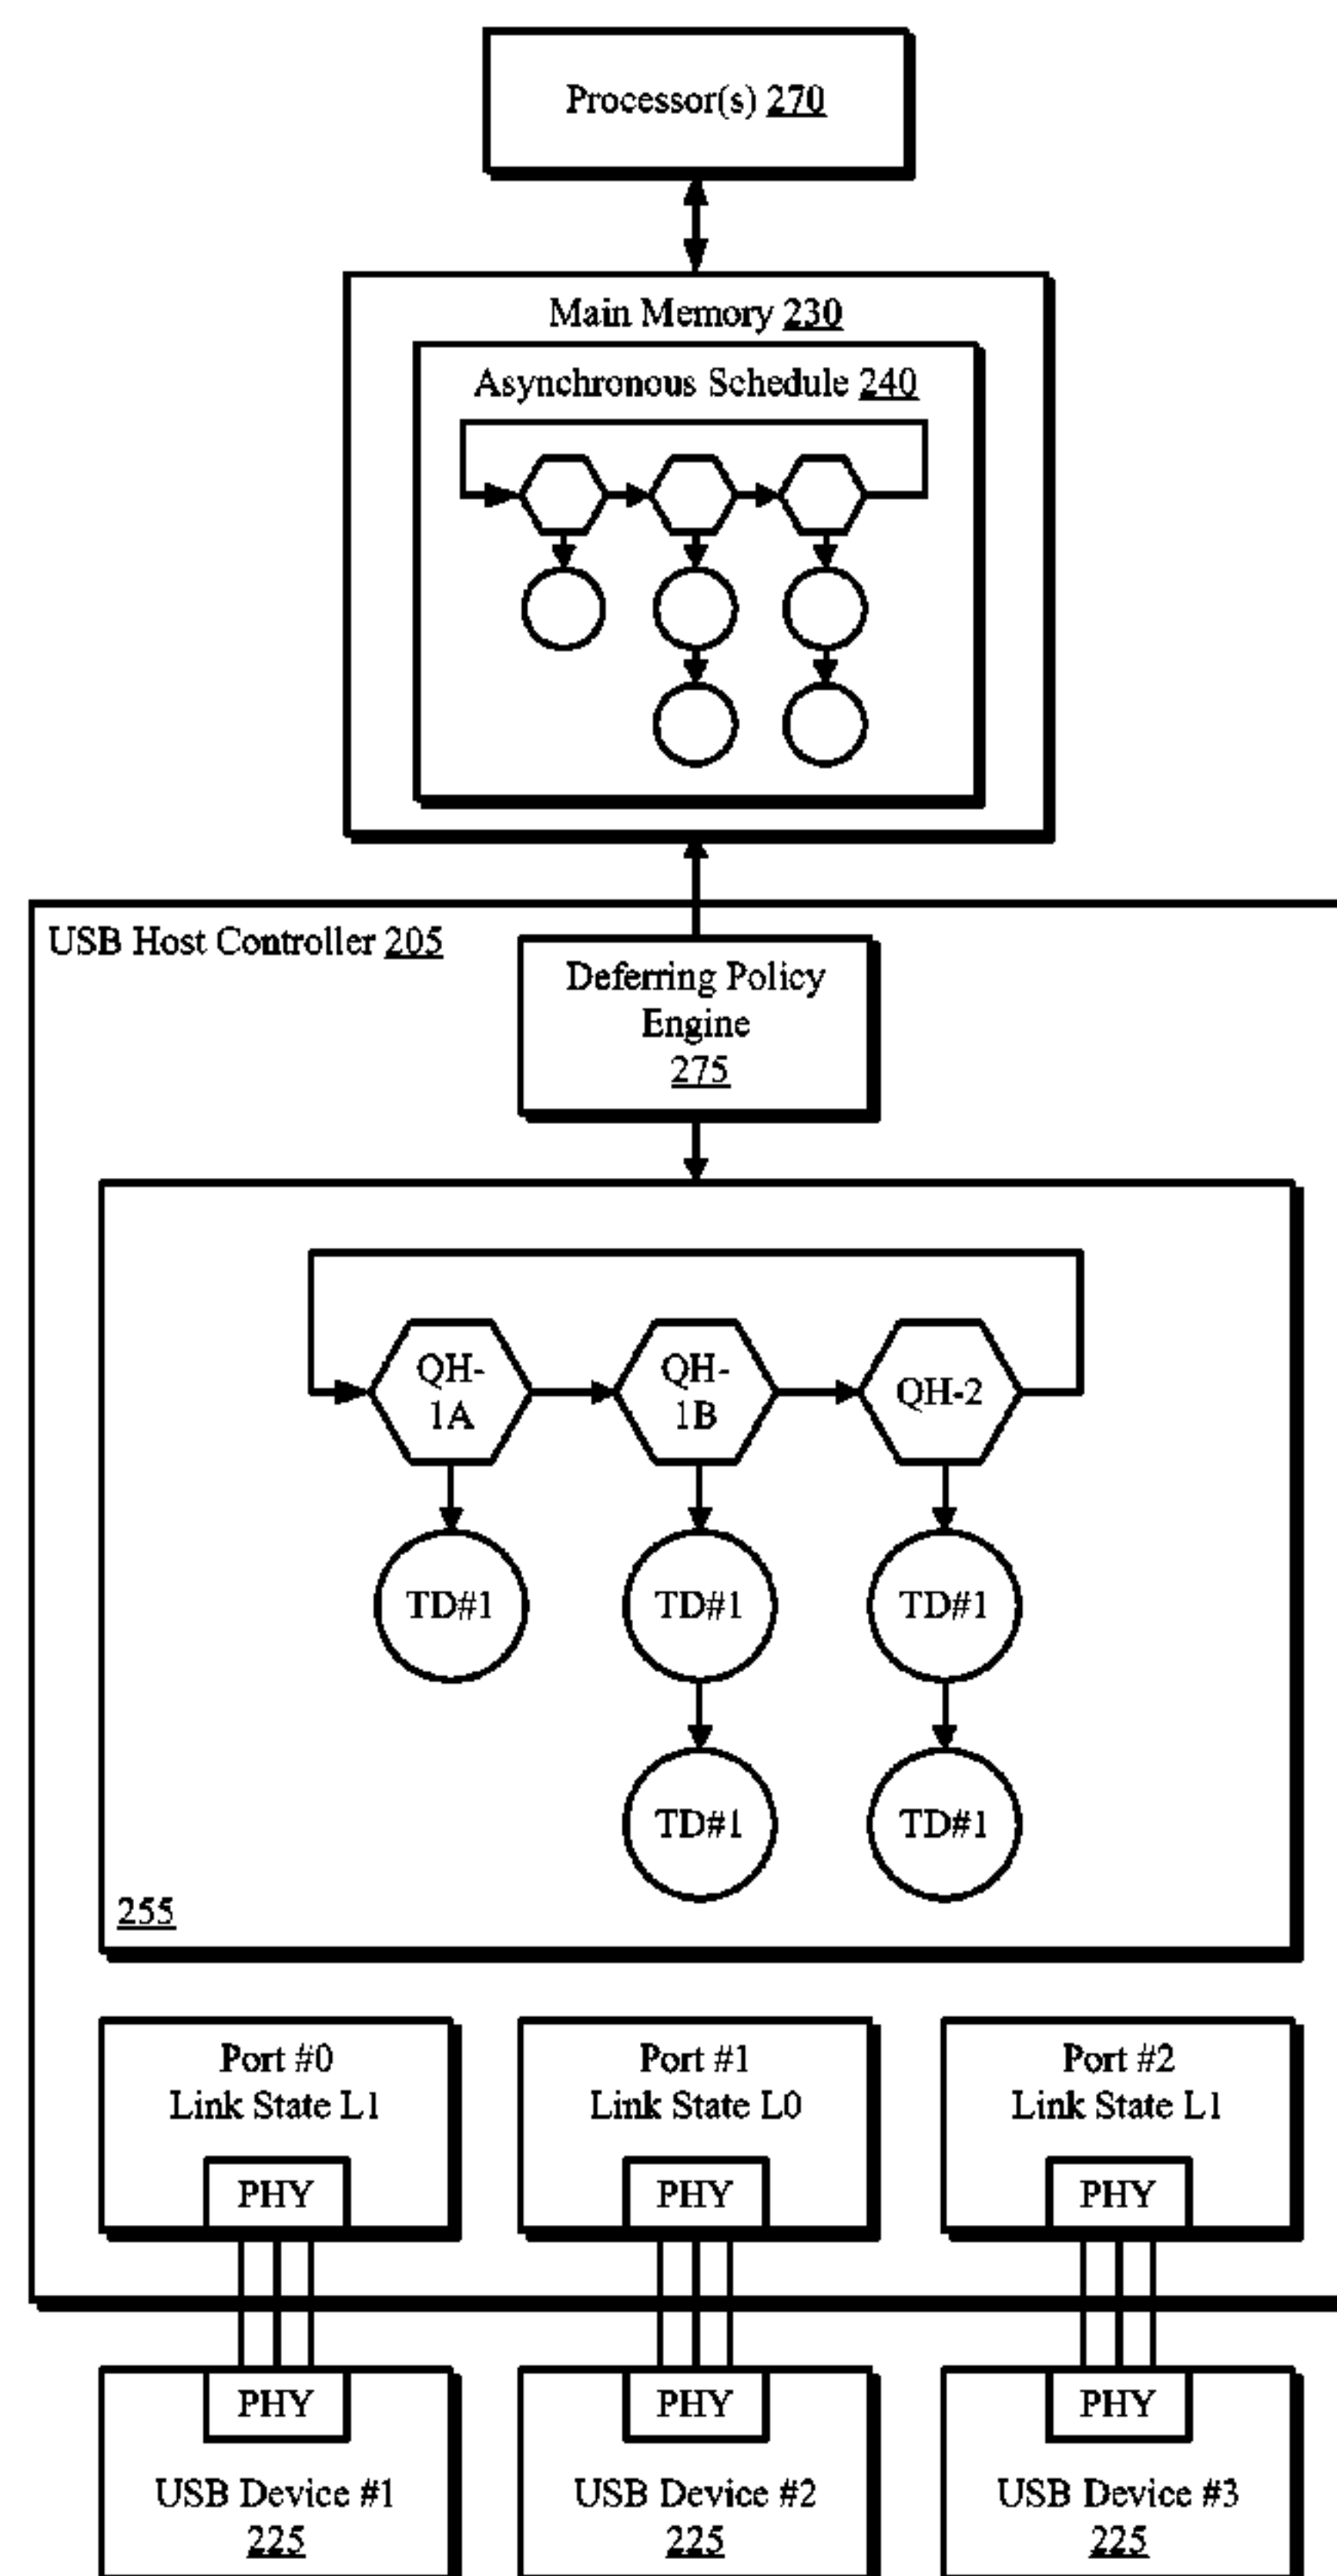 Processor(s) 270
Main Memory 230
Asynchronous Schedule 240
USB Host Controller 205
Deferring Policy
Engine
275
QH-
1A
QH-
1B
QH-2
TD#1
TD#1
TD#1
TD#1
TD#1
255
Port #0
Link State L1
PHY
Port #1
Link State L0
PHY
Port #2
Link State L1
PHY
PHY
USB Device #1
225
PHY
USB Device #2
225
PHY
USB Device #3
225